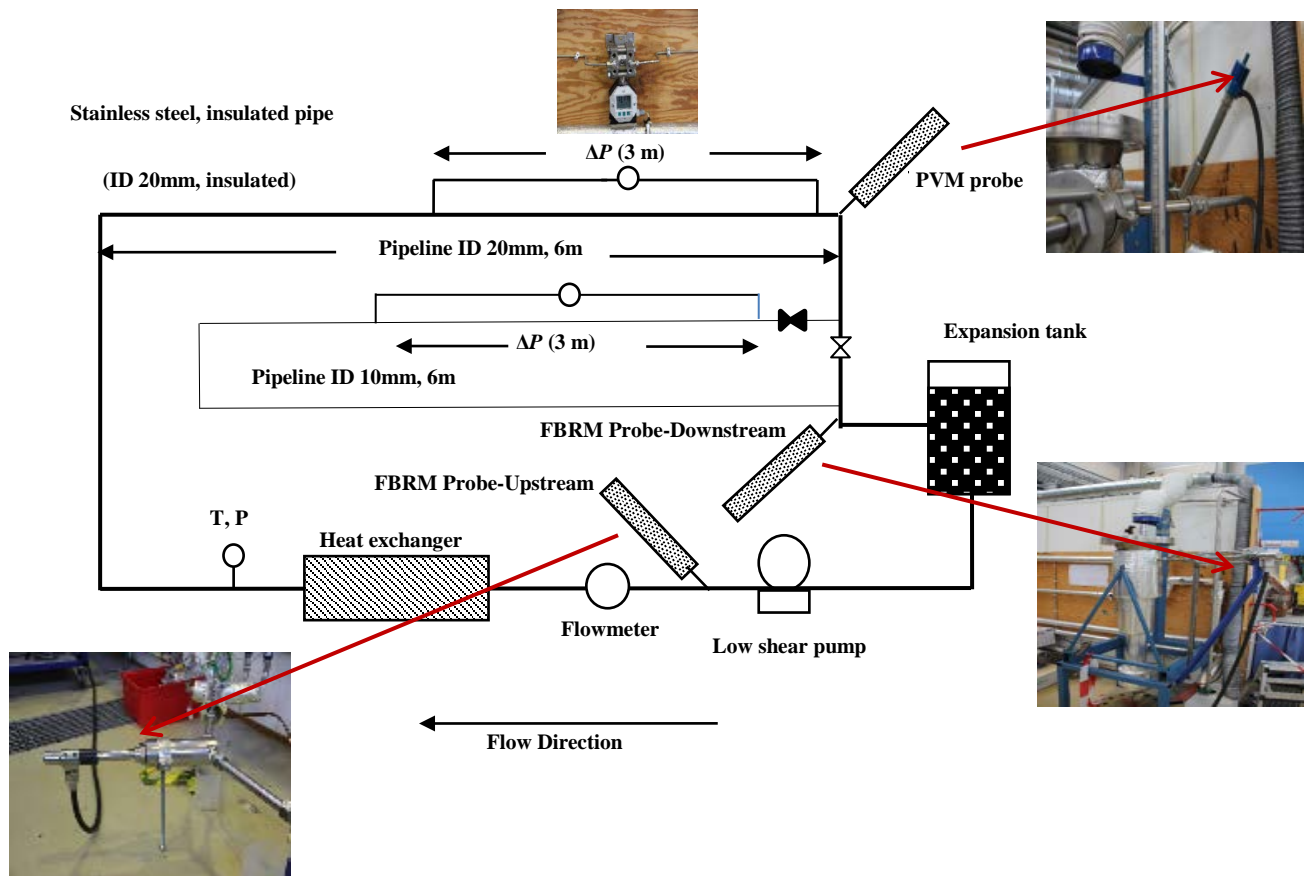 Stainless steel, insulated pipe
ΔP (3 m)
(ID 20mm, insulated)
PVM probe
Pipeline ID 20mm, 6m
Expansion tank
ΔP (3 m)
Pipeline ID 10mm, 6m
FBRM Probe-Downstream
FBRM Probe-Upstream
T, P
Heat exchanger
Flowmeter
Low shear pump
Flow Direction